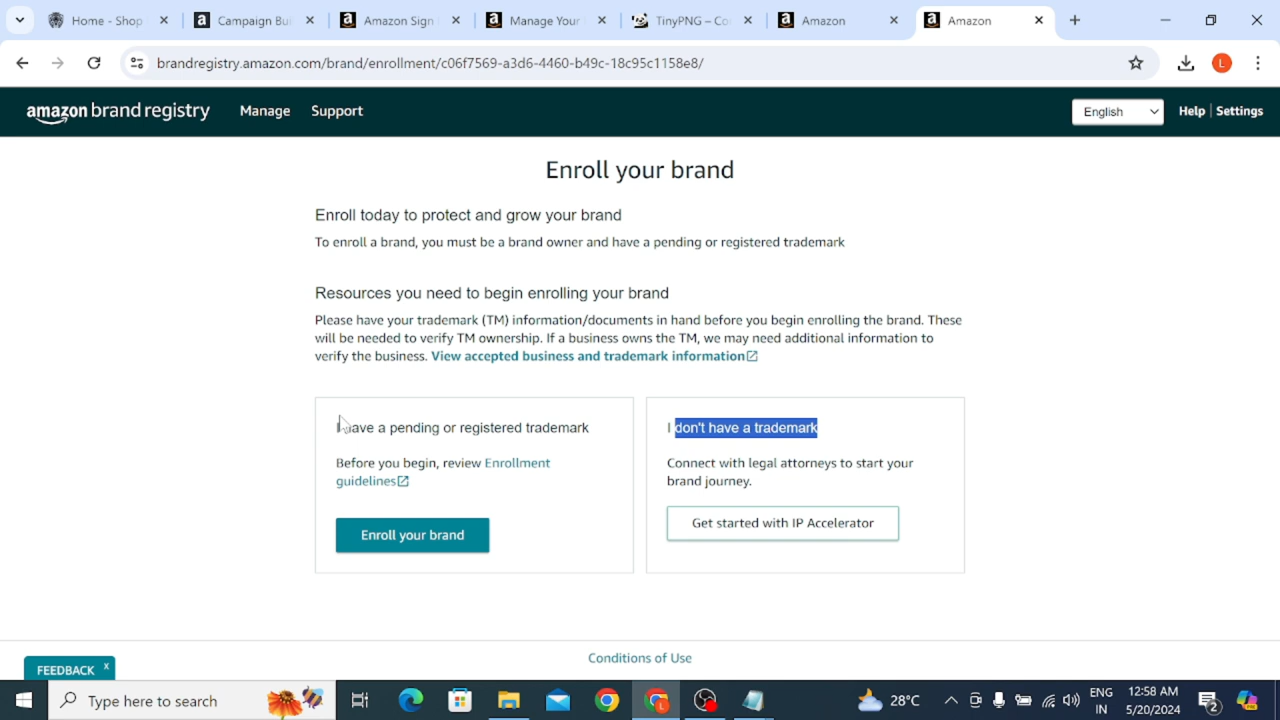 Home - Shop
Campaign Bui
Amazon Sign
Manage Your
TinyPNG – Co
Amazon
Amazon
brandregistry.amazon.com/brand/enrollment/c06f7569-a3d6-4460-b49c-18c95c1158e8/
L
amazon brand registry
Manage
Support
English
Help
Settings
Enroll your brand
Enroll today to protect and grow your brand
To enroll a brand, you must be a brand owner and have a pending or registered trademark
Resources you need to begin enrolling your brand
Please have your trademark (TM) information/documents in hand before you begin enrolling the brand. These
will be needed to verify TM ownership. If a business owns the TM, we may need additional information to
verify the business. View accepted business and trademark information
I have a pending or registered trademark
Before you begin, review Enrollment
guidelines
Enroll your brand
I don't have a trademark
Connect with legal attorneys to start your
brand journey.
Get started with IP Accelerator
Conditions of Use
FEEDBACK x
Type here to search
28°C
ENG
IN
12:58 AM
5/20/2024
2